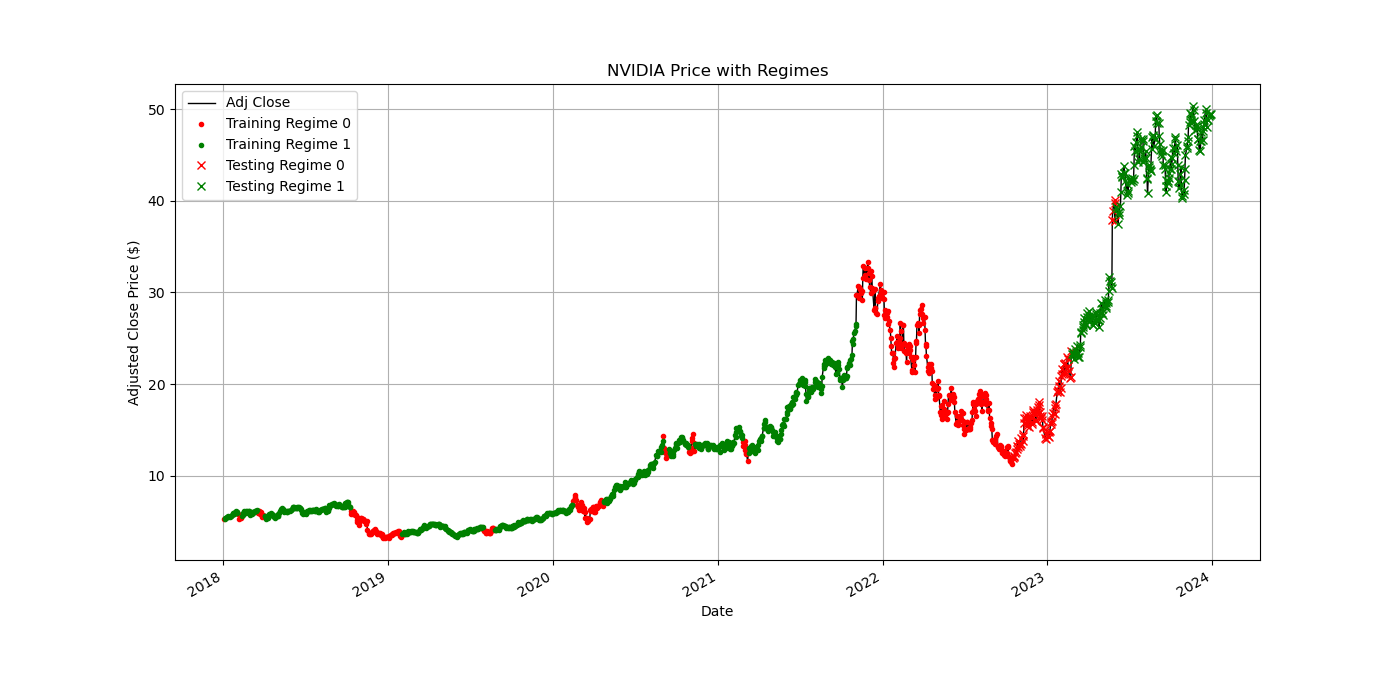 NVIDIA Price with Regimes
Adj Close
Training Regime 0
Training Regime 1
Testing Regime 0
Testing Regime 1
Adjusted Close Price ($)
50
40
30
20
10
2018
2019
2020
2021
2022
2023
2024
Date